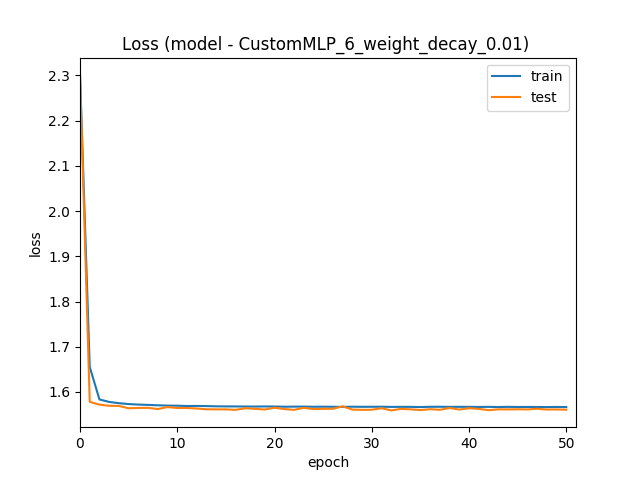 Loss (model - CustomMLP_6_weight_decay_0.01)
train
test
2.3
2.2
2.1
2.0
1.9
1.8
1.7
1.6
loss
0 10 20 30 40 50
epoch